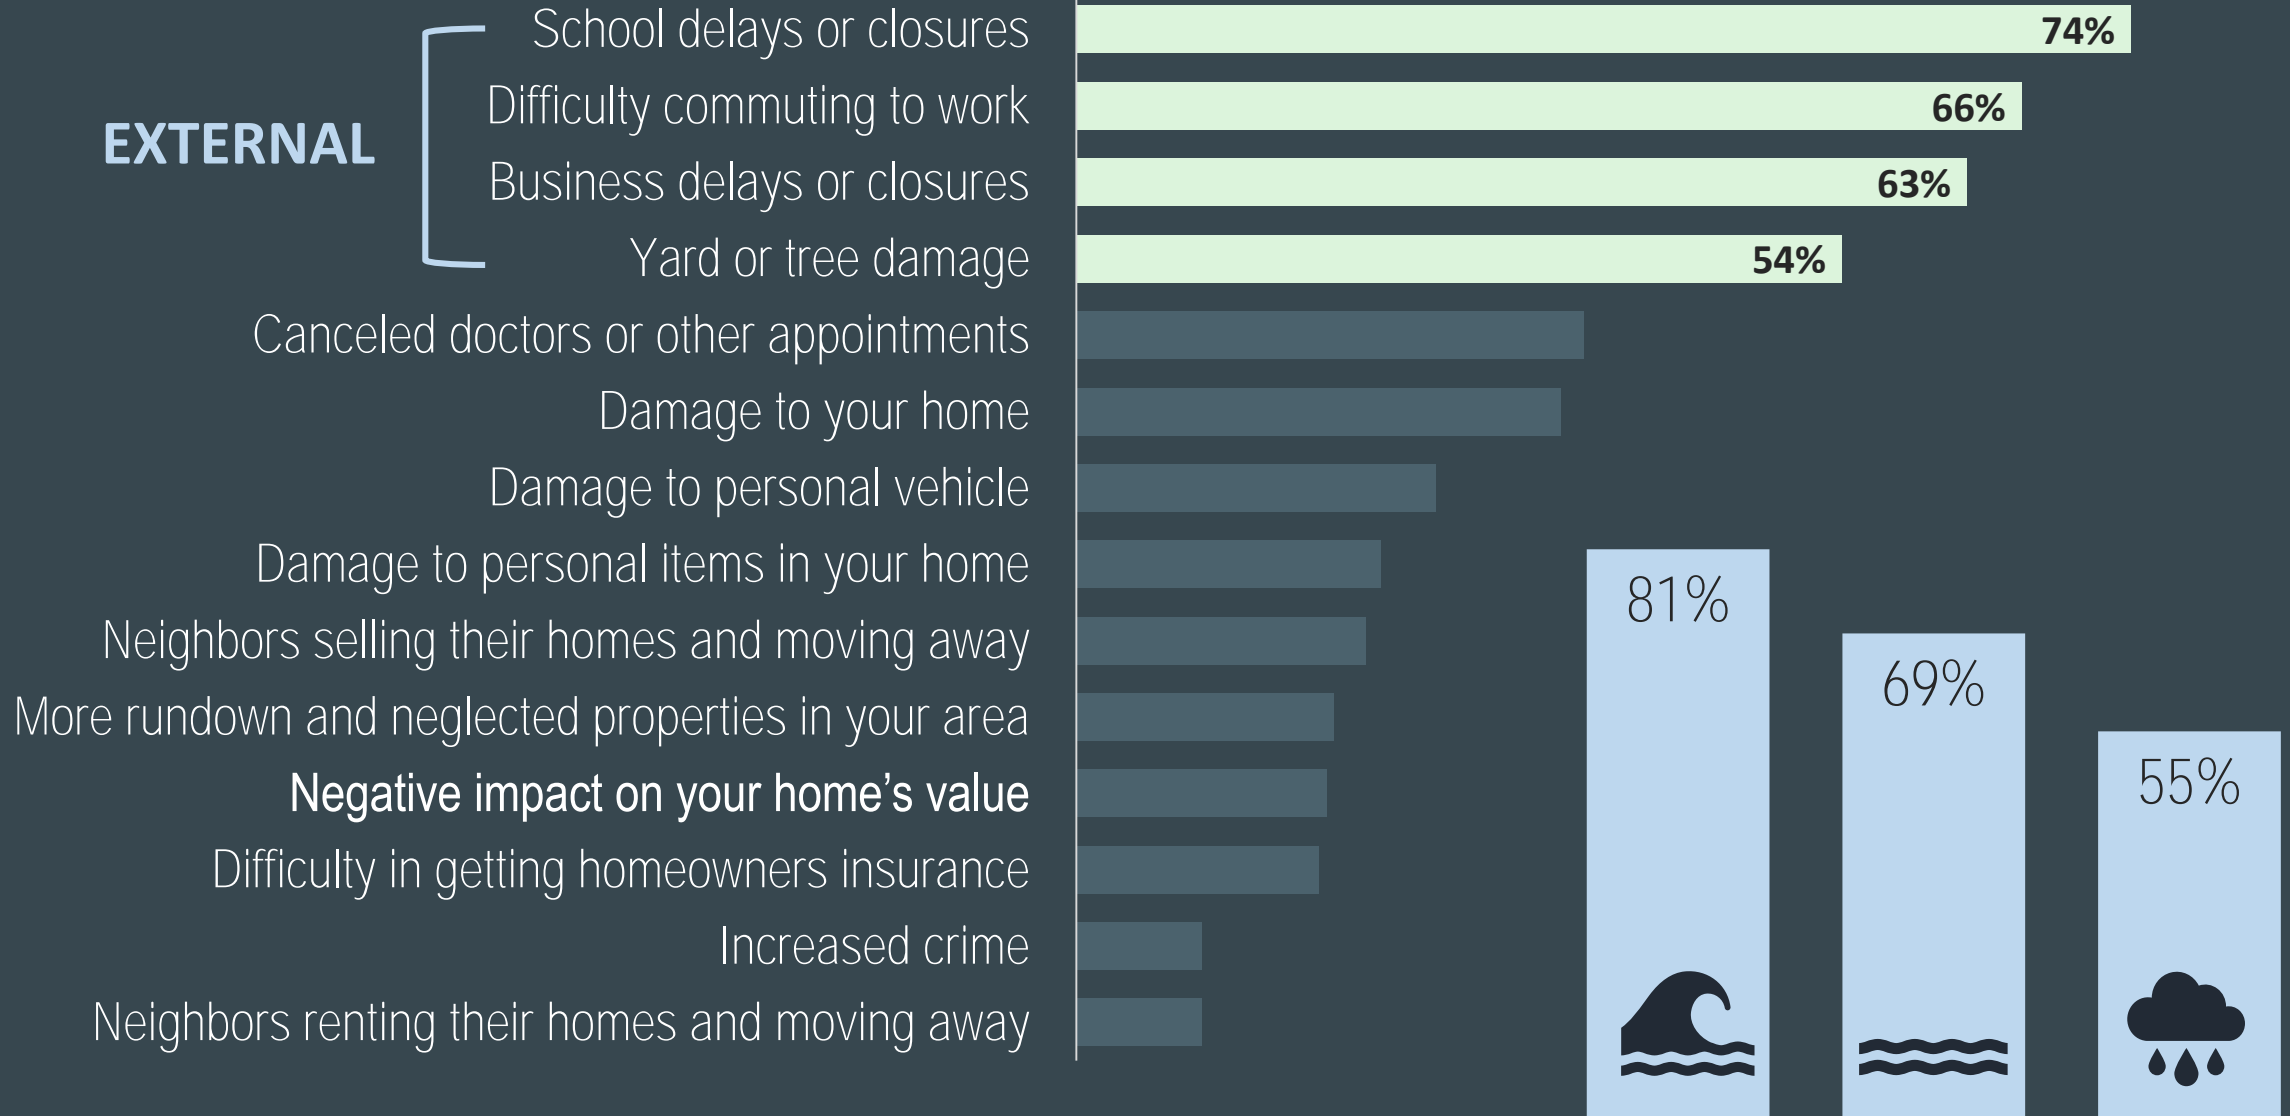 School delays or closures 74%
Difficulty commuting to work 66%
EXTERNAL
Business delays or closures 63%
Yard or tree damage 54%
Canceled doctors or other appointments
Damage to your home
Damage to personal vehicle
Damage to personal items in your home
81%
Neighbors selling their homes and moving away
69%
More rundown and neglected properties in your area
Negative impact on your home’s value
55%
Difficulty in getting homeowners insurance
Increased crime
Neighbors renting their homes and moving away